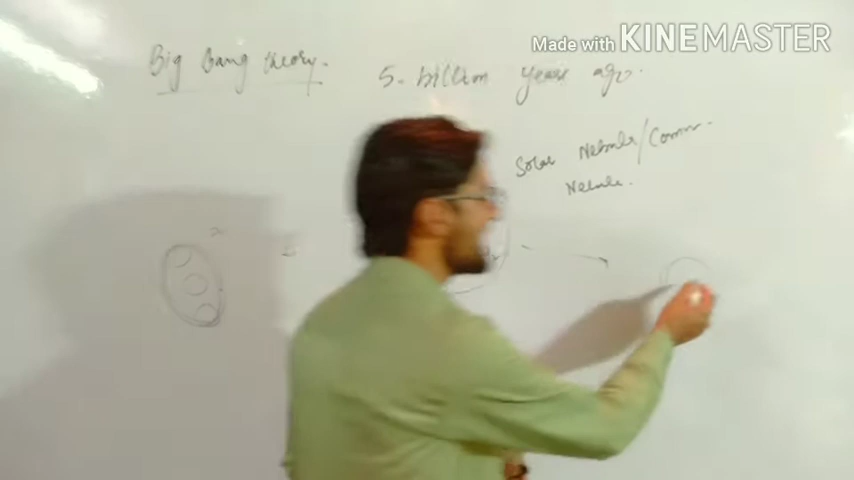 Made with KINEMASTER
Big bang theory. 5. billion years ago.
Solar Nebula/Comm-
Nebula.